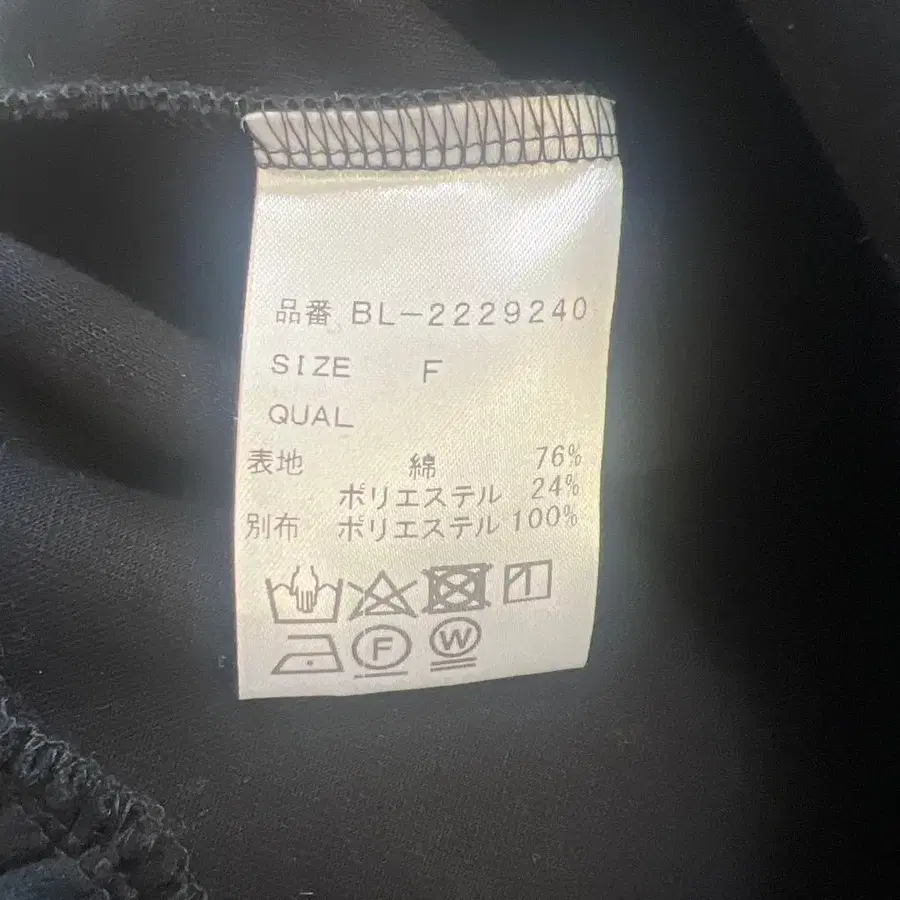 品番 BL-2229240
SIZE F
QUAL
表地 綿 76%
ポリエステル 24%
別布 ポリエステル 100%
F W